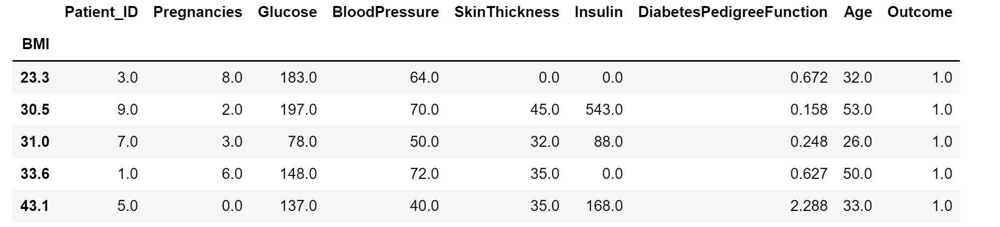 Patient_ID Pregnancies Glucose BloodPressure SkinThickness Insulin DiabetesPedigreeFunction Age Outcome
BMI
23.3 3.0 8.0 183.0 64.0 0.0 0.0 0.672 32.0 1.0
30.5 9.0 2.0 197.0 70.0 45.0 543.0 0.158 53.0 1.0
31.0 7.0 3.0 78.0 50.0 32.0 88.0 0.248 26.0 1.0
33.6 1.0 6.0 148.0 72.0 35.0 0.0 0.627 50.0 1.0
43.1 5.0 0.0 137.0 40.0 35.0 168.0 2.288 33.0 1.0